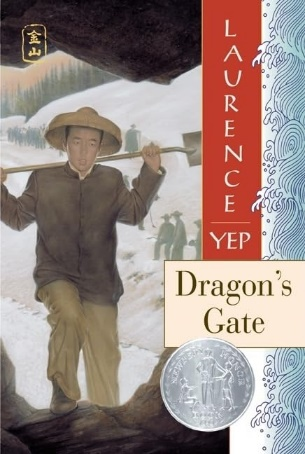 金
山
LAURENCE
YEP
Dragon's
Gate